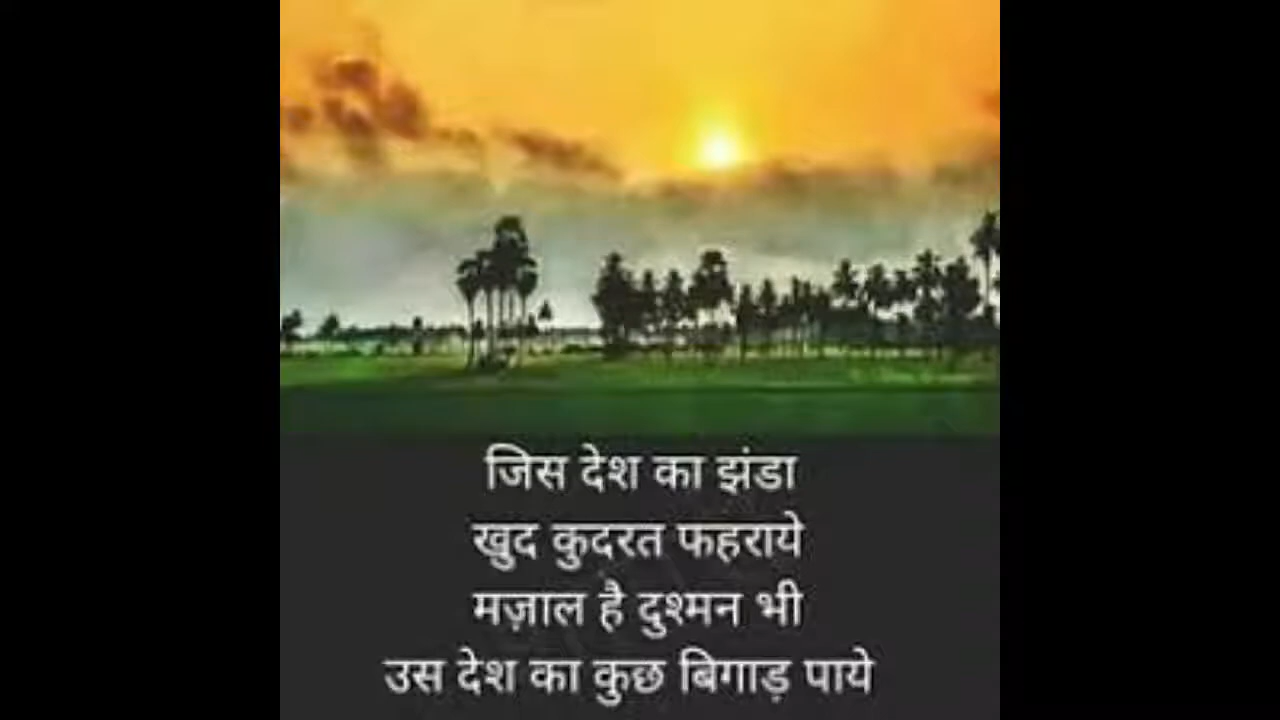 जिस देश का झंडा
खुद कुदरत फहराये
मज़ाल है दुश्मन भी
उस देश का कुछ बिगाड़ पाये